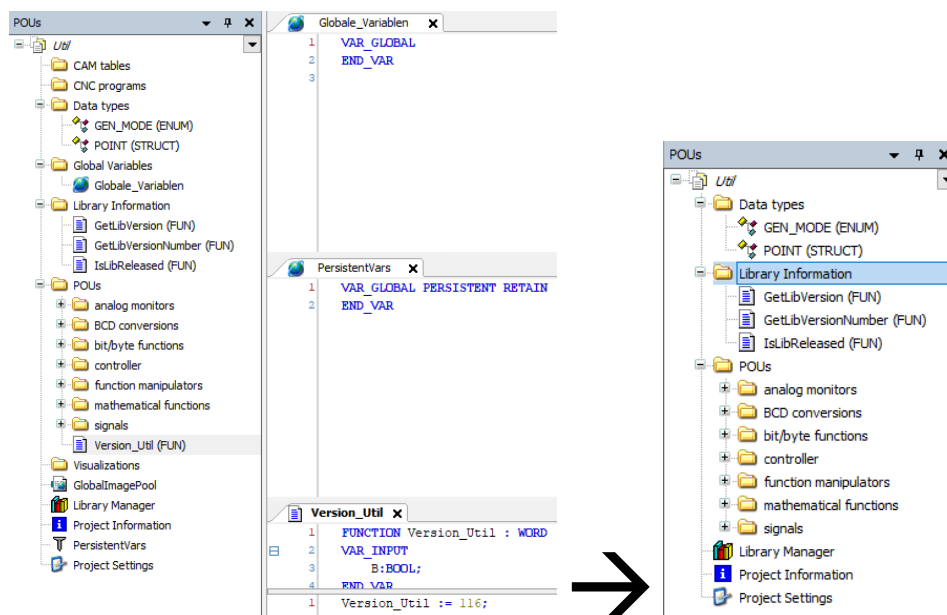 POUs
Util
CAM tables
CNC programs
Data types
GEN_MODE (ENUM)
POINT (STRUCT)
Global Variables
Globale_Variablen
Library Information
GetLibVersion (FUN)
GetLibVersionNumber (FUN)
IsLibReleased (FUN)
POUs
analog monitors
BCD conversions
bit/byte functions
controller
function manipulators
mathematical functions
signals
Version_Util (FUN)
Visualizations
GlobalImagePool
Library Manager
Project Information
PersistentVars
Project Settings
Globale_Variablen
1 VAR_GLOBAL
2 END_VAR
3
PersistentVars
1 VAR_GLOBAL PERSISTENT RETAIN
2 END_VAR
Version_Util
1 FUNCTION Version_Util : WORD
2 VAR_INPUT
3 B:BOOL;
4 END_VAR
1 Version_Util := 116;
POUs
Util
Data types
GEN_MODE (ENUM)
POINT (STRUCT)
Library Information
GetLibVersion (FUN)
GetLibVersionNumber (FUN)
IsLibReleased (FUN)
POUs
analog monitors
BCD conversions
bit/byte functions
controller
function manipulators
mathematical functions
signals
Library Manager
Project Information
Project Settings